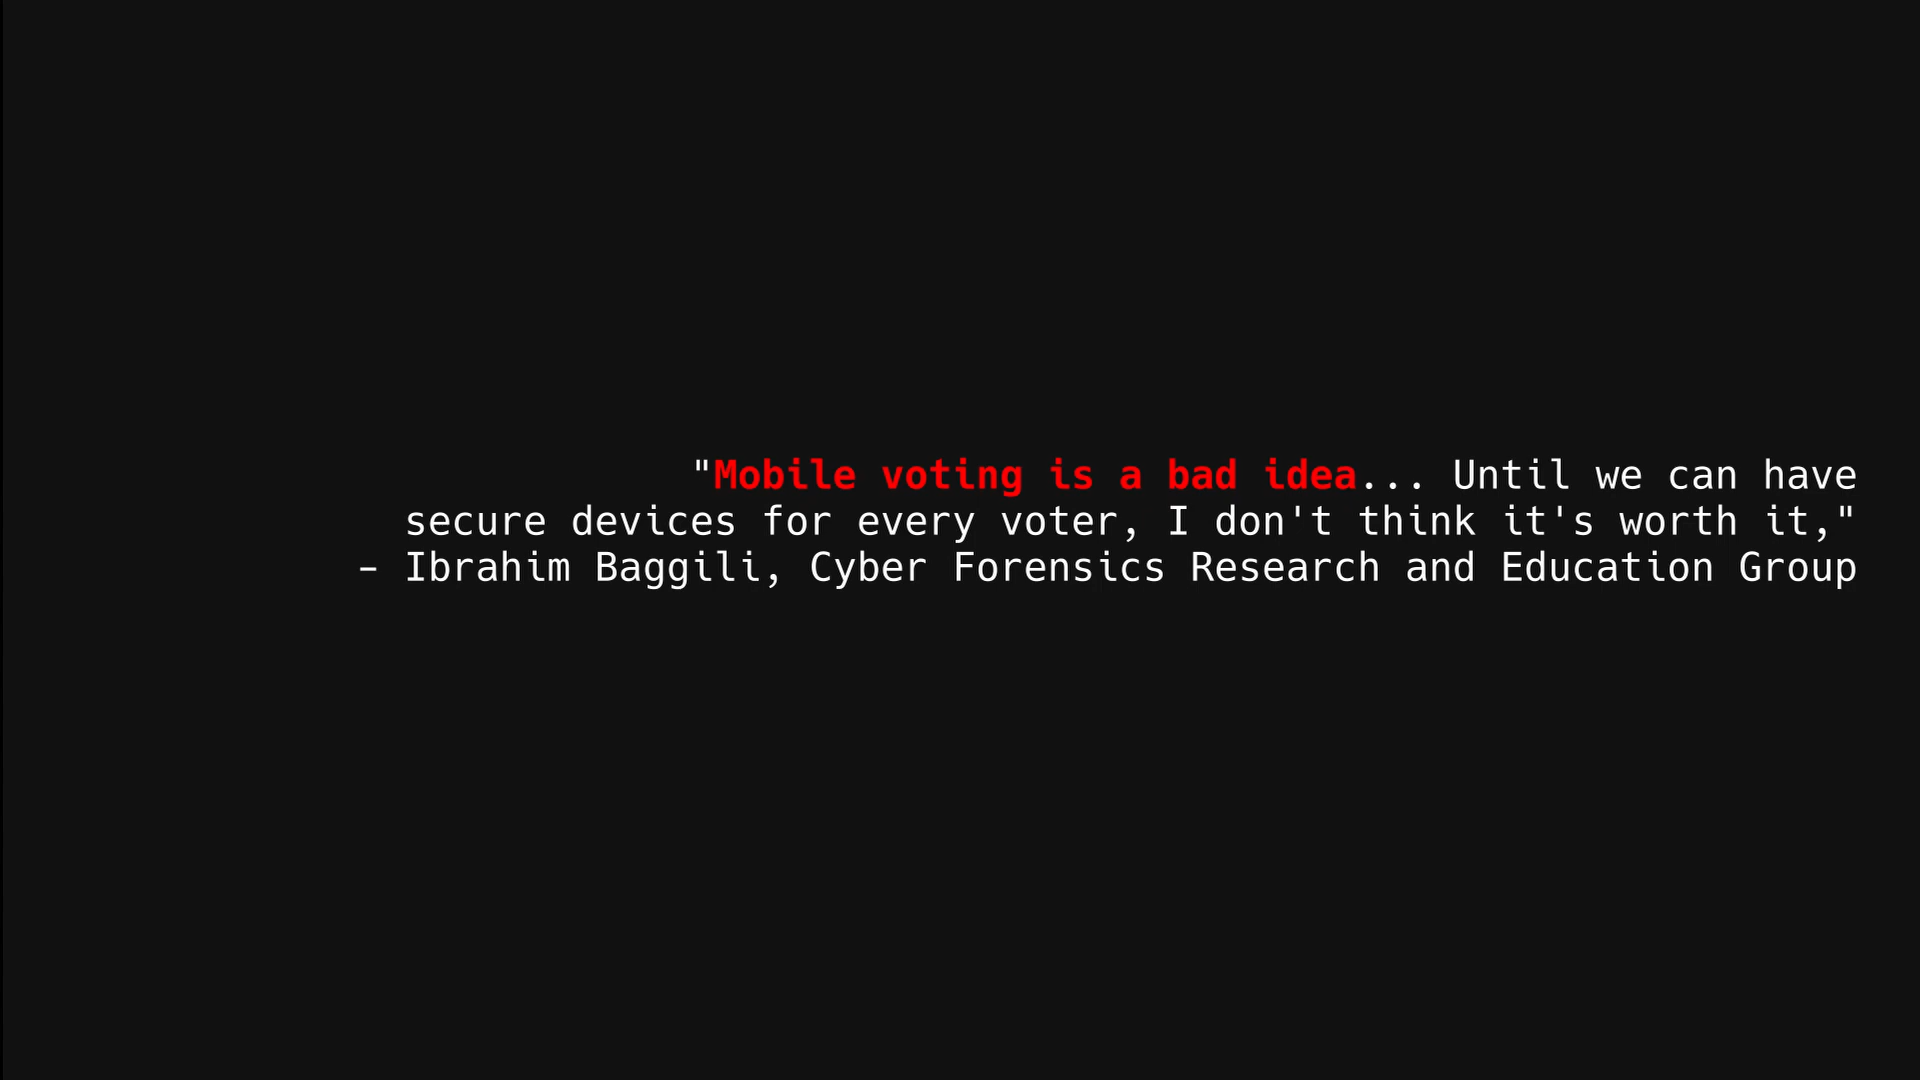 "Mobile voting is a bad idea... Until we can have
secure devices for every voter, I don't think it's worth it,"
– Ibrahim Baggili, Cyber Forensics Research and Education Group